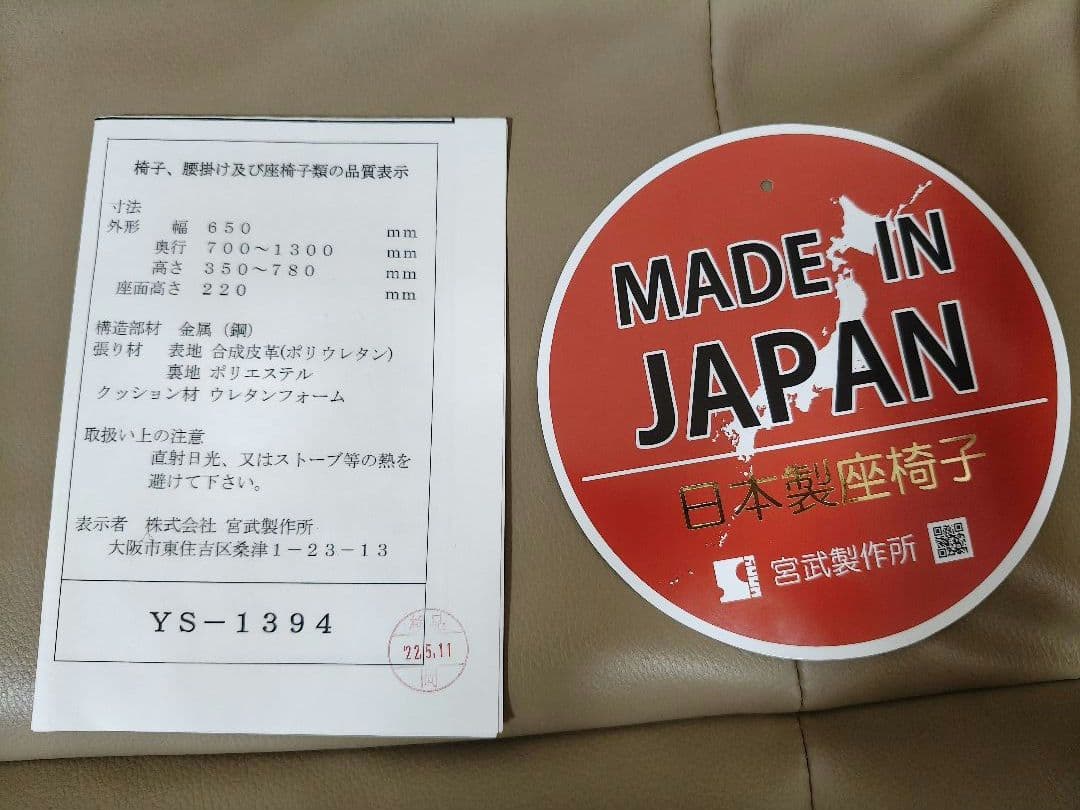 椅子、腰掛け及び座椅子類の品質表示
寸法
外形 幅 650 mm
奥行 700〜1300 mm
高さ 350〜780 mm
座面高さ 220 mm
構造部材 金属(鋼)
張り材 表地 合成皮革(ポリウレタン)
裏地 ポリエステル
クッション材 ウレタンフォーム
取扱い上の注意
直射日光、又はストーブ等の熱を
避けて下さい。
表示者 株式会社 宮武製作所
大阪市東住吉区桑津1-23-13
YS-1394
'22.5.11
MADE IN
JAPAN
日本製座椅子
宮武製作所